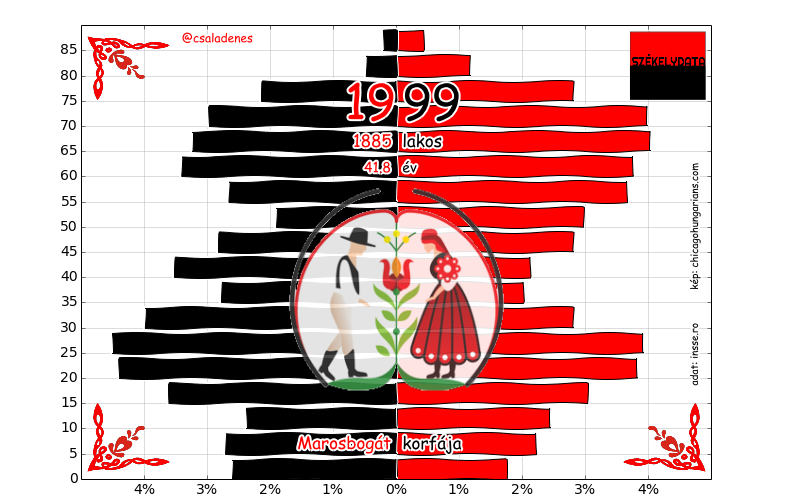 @csaladenes
SZÉKELYDATA
1999
1885 lakos
41.8 év
kép: chicagohungarians.com
adat: insse.ro
Marosbogát korfája
85
80
75
70
65
60
55
50
45
40
35
30
25
20
15
10
5
0
4% 3% 2% 1% 0% 1% 2% 3% 4%